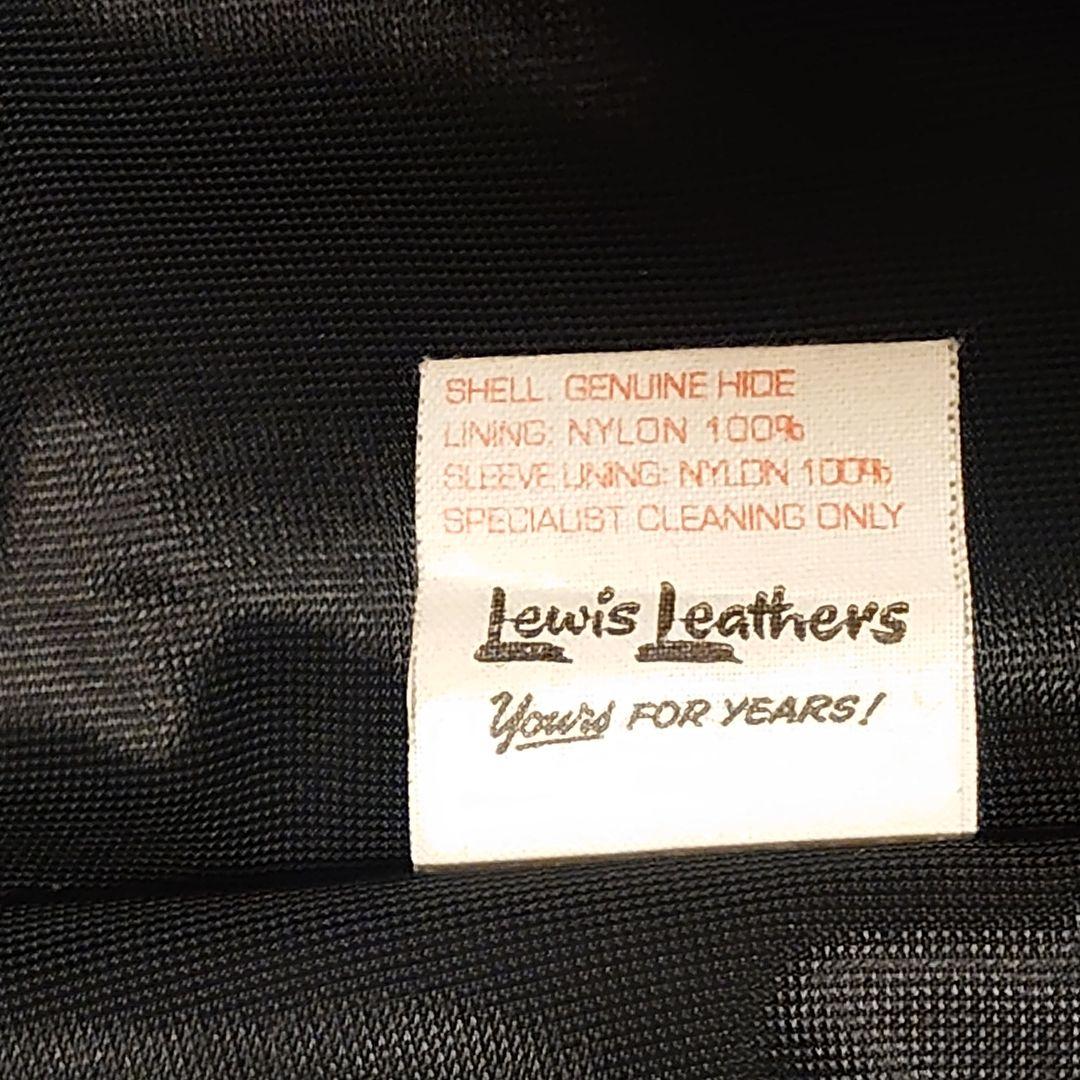 SHELL: GENUINE HIDE
LINING: NYLON 100%
SLEEVE LINING: NYLON 100%
SPECIALIST CLEANING ONLY
Lewis Leathers
Yours FOR YEARS!